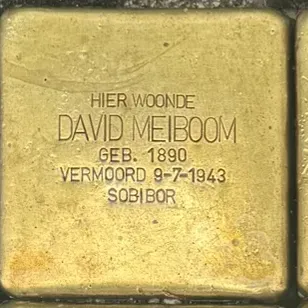 HIER WOONDE
DAVID MEIBOOM
GEB. 1890
VERMOORD 9-7-1943
SOBIBOR